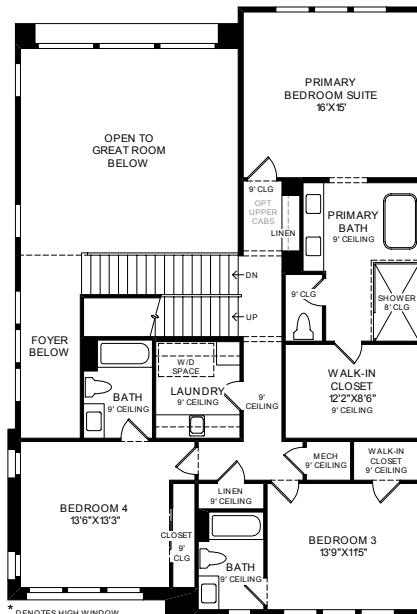 PRIMARY
BEDROOM SUITE
16'X15'
OPEN TO
GREAT ROOM
BELOW
9' CLG
OPT
UPPER
CABS
LINEN
PRIMARY
BATH
9' CEILING
DN
UP
9' CLG
SHOWER
8' CLG
FOYER
BELOW
W/D
SPACE
LAUNDRY
9' CEILING
BATH
9' CEILING
9'
CEILING
WALK-IN
CLOSET
12'2"X8'6"
9' CEILING
MECH
9' CEILING
WALK-IN
CLOSET
9' CEILING
BEDROOM 4
13'6"X13'3"
CLOSET
9'
CLG
LINEN
9' CEILING
BATH
9' CEILING
BEDROOM 3
13'9"X11'5"
* DENOTES HIGH WINDOW